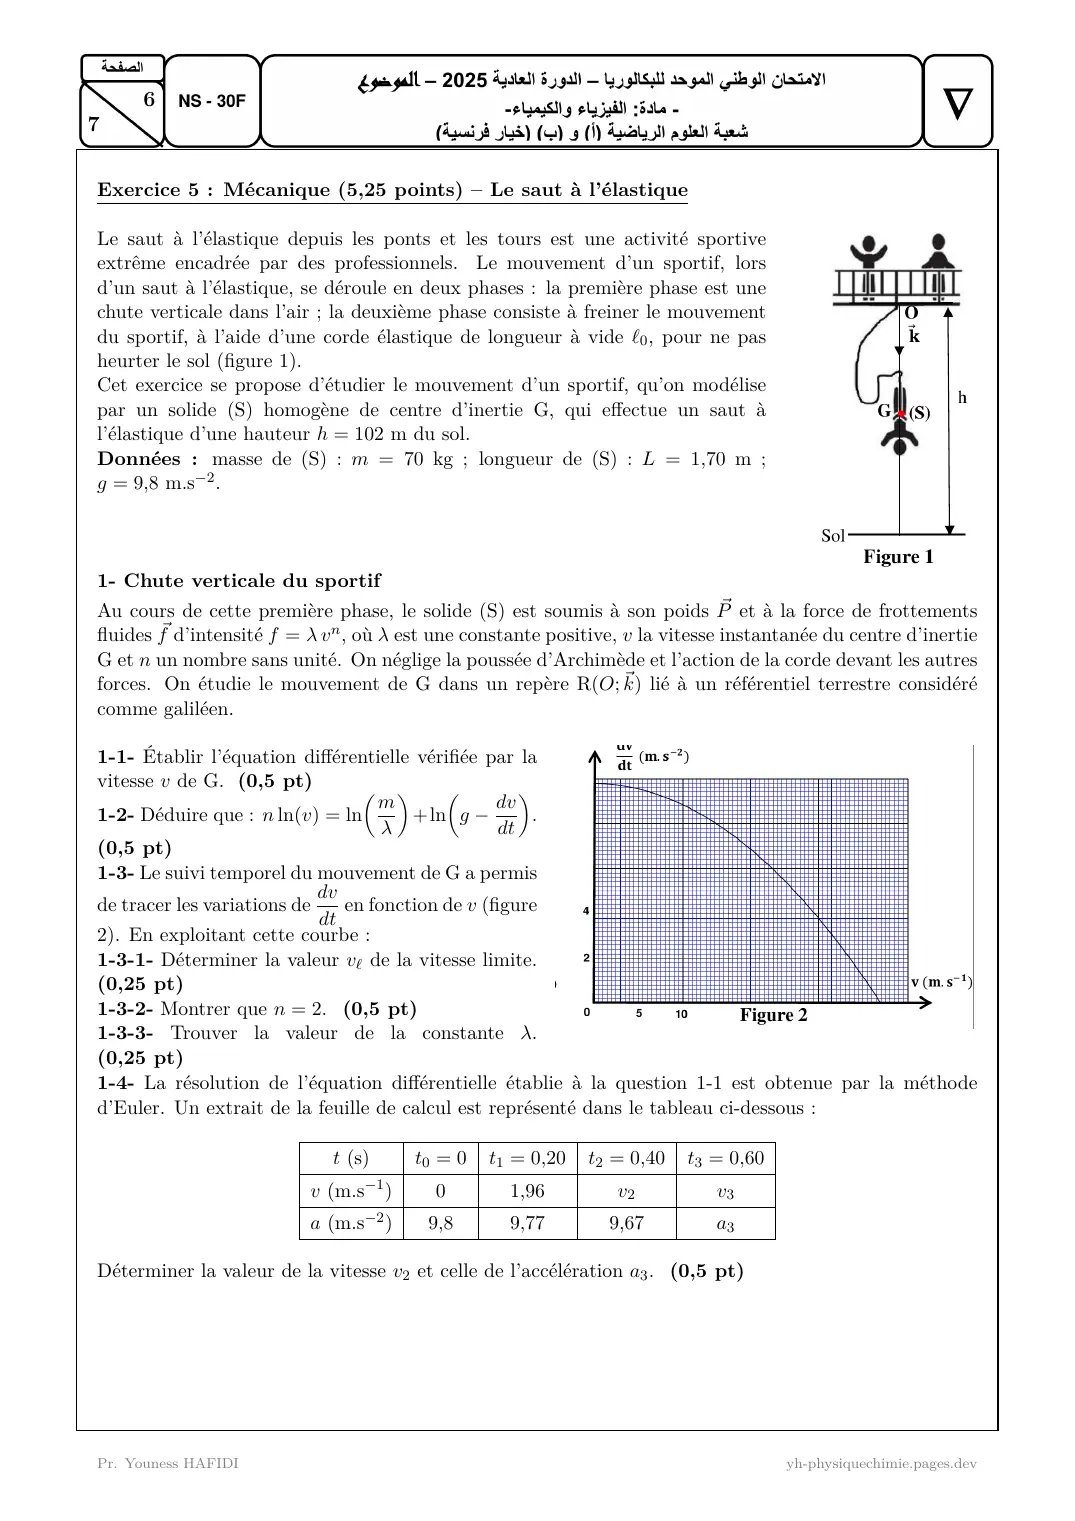 الصفحة
6
7
NS - 30F
الامتحان الوطني الموحد للبكالوريا – الدورة العادية 2025 – الموضوع
- مادة: الفيزياء والكيمياء-
شعبة العلوم الرياضية (أ) و (ب) (خيار فرنسية)
∇
Exercice 5 : Mécanique (5,25 points) – Le saut à l'élastique
Le saut à l'élastique depuis les ponts et les tours est une activité sportive
extrême encadrée par des professionnels. Le mouvement d'un sportif, lors
d'un saut à l'élastique, se déroule en deux phases : la première phase est une
chute verticale dans l'air ; la deuxième phase consiste à freiner le mouvement
du sportif, à l'aide d'une corde élastique de longueur à vide ℓ₀, pour ne pas
heurter le sol (figure 1).
Cet exercice se propose d'étudier le mouvement d'un sportif, qu'on modélise
par un solide (S) homogène de centre d'inertie G, qui effectue un saut à
l'élastique d'une hauteur h = 102 m du sol.
Données : masse de (S) : m = 70 kg ; longueur de (S) : L = 1,70 m ;
g = 9,8 m.s⁻².
O
k⃗
G (S)
h
Sol
Figure 1
1- Chute verticale du sportif
Au cours de cette première phase, le solide (S) est soumis à son poids P⃗ et à la force de frottements
fluides f⃗ d'intensité f = λ vⁿ, où λ est une constante positive, v la vitesse instantanée du centre d'inertie
G et n un nombre sans unité. On néglige la poussée d'Archimède et l'action de la corde devant les autres
forces. On étudie le mouvement de G dans un repère R(O; k⃗) lié à un référentiel terrestre considéré
comme galiléen.
1-1- Établir l'équation différentielle vérifiée par la
vitesse v de G. (0,5 pt)
1-2- Déduire que : n ln(v) = ln(m/λ) + ln(g − dv/dt).
(0,5 pt)
1-3- Le suivi temporel du mouvement de G a permis
de tracer les variations de dv/dt en fonction de v (figure
2). En exploitant cette courbe :
1-3-1- Déterminer la valeur vℓ de la vitesse limite.
(0,25 pt)
1-3-2- Montrer que n = 2. (0,5 pt)
1-3-3- Trouver la valeur de la constante λ.
(0,25 pt)
dv/dt (m.s⁻²)
4
2
0 5 10
v (m.s⁻¹)
Figure 2
1-4- La résolution de l'équation différentielle établie à la question 1-1 est obtenue par la méthode
d'Euler. Un extrait de la feuille de calcul est représenté dans le tableau ci-dessous :
t (s) t₀ = 0 t₁ = 0,20 t₂ = 0,40 t₃ = 0,60
v (m.s⁻¹) 0 1,96 v₂ v₃
a (m.s⁻²) 9,8 9,77 9,67 a₃
Déterminer la valeur de la vitesse v₂ et celle de l'accélération a₃. (0,5 pt)
Pr. Youness HAFIDI
yh-physiquechimie.pages.dev